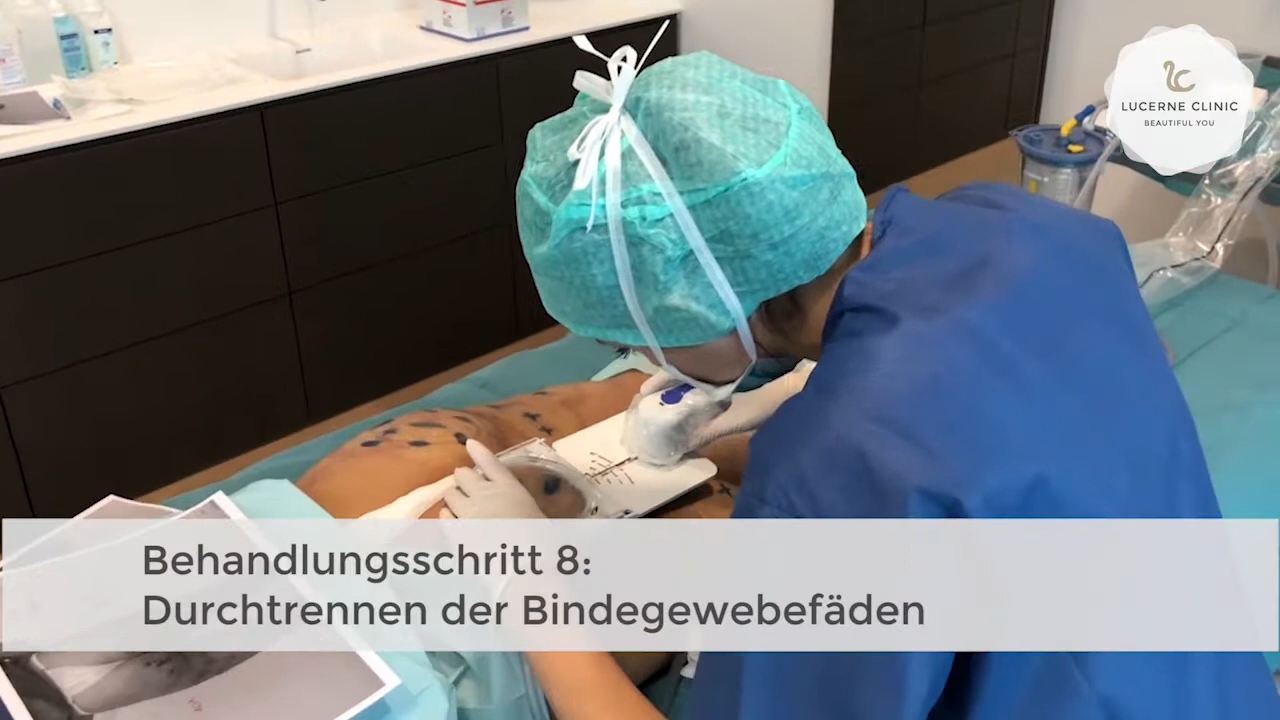 LUCERNE CLINIC
BEAUTIFUL YOU
Behandlungsschritt 8:
Durchtrennen der Bindegewebefäden